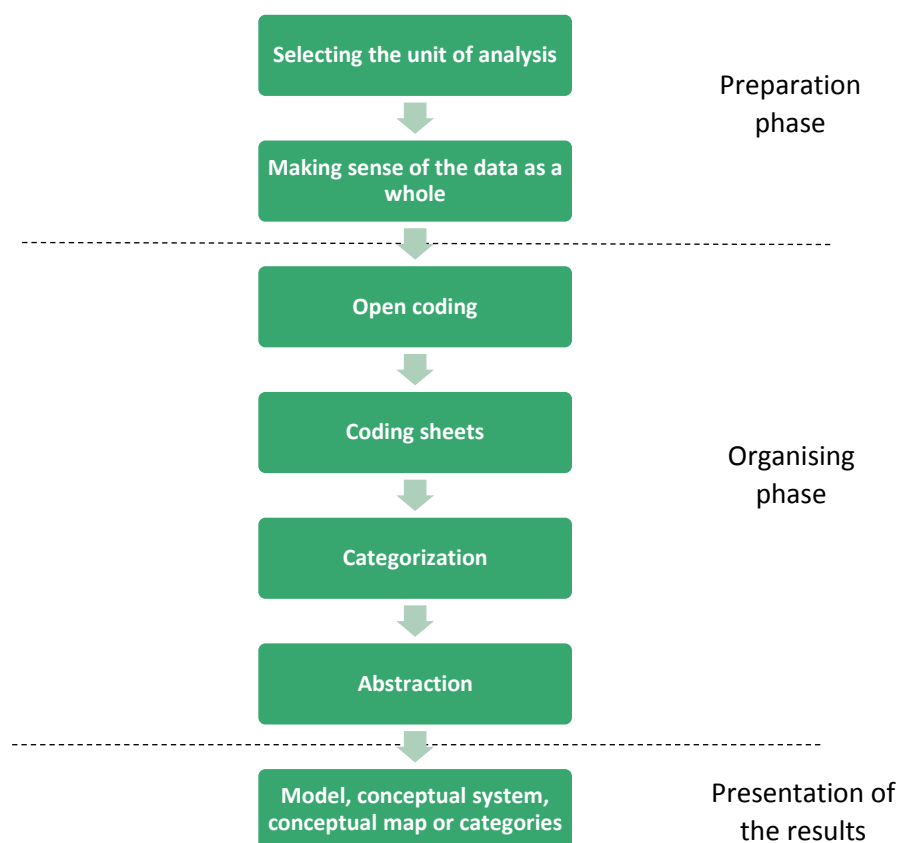 Selecting the unit of analysis
Preparation
phase
Making sense of the data as a
whole
Open coding
Coding sheets
Organising
phase
Categorization
Abstraction
Model, conceptual system,
conceptual map or categories
Presentation of
the results